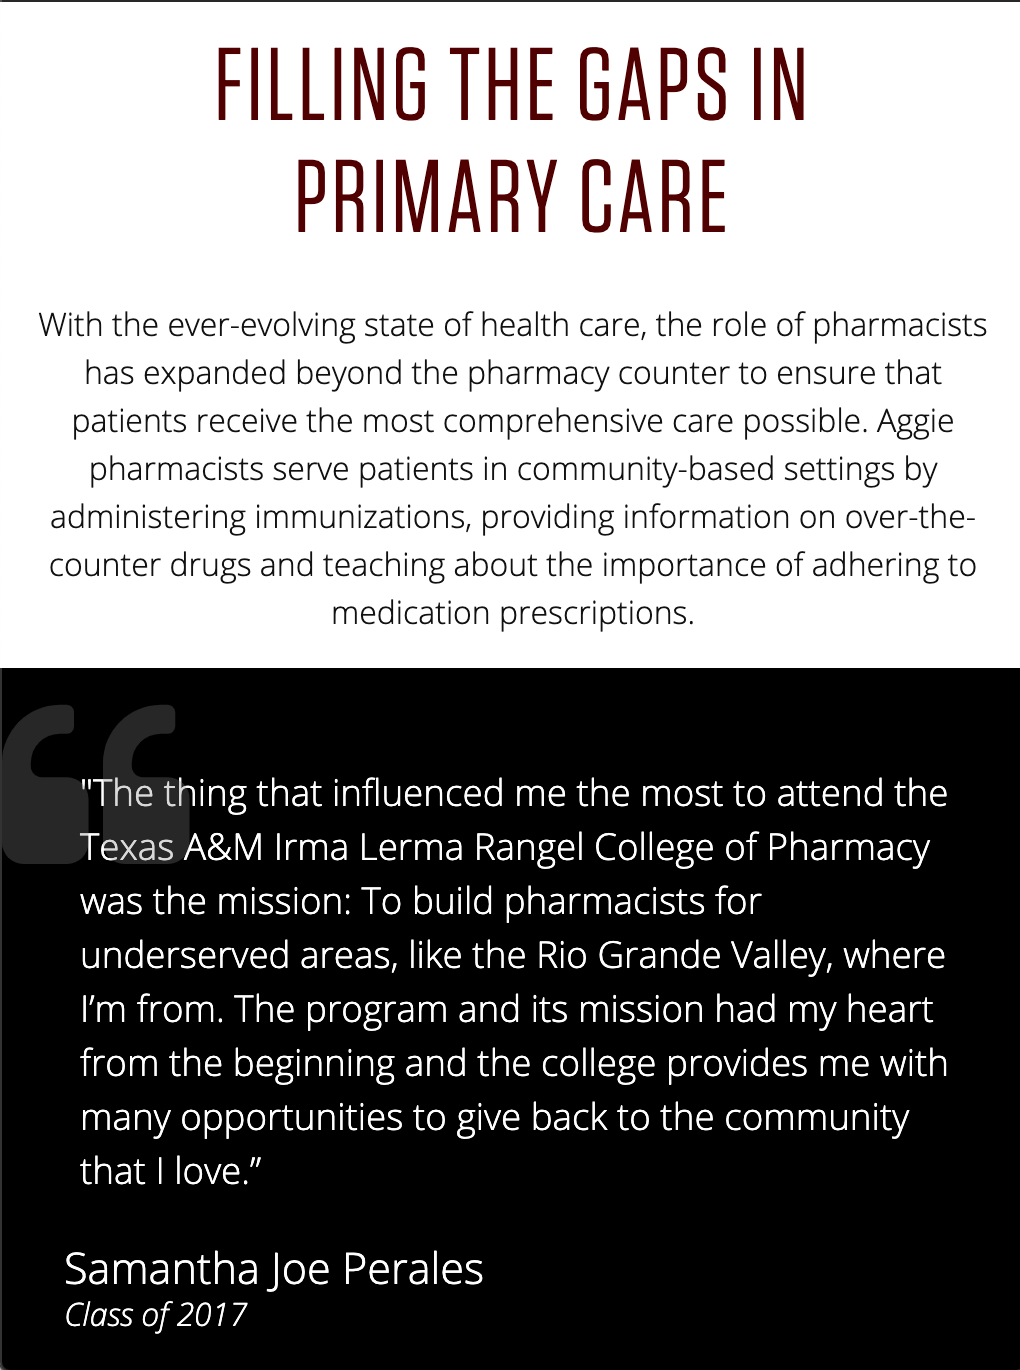 FILLING THE GAPS IN
PRIMARY CARE
With the ever-evolving state of health care, the role of pharmacists
has expanded beyond the pharmacy counter to ensure that
patients receive the most comprehensive care possible. Aggie
pharmacists serve patients in community-based settings by
administering immunizations, providing information on over-the-
counter drugs and teaching about the importance of adhering to
medication prescriptions.
"The thing that influenced me the most to attend the
Texas A&M Irma Lerma Rangel College of Pharmacy
was the mission: To build pharmacists for
underserved areas, like the Rio Grande Valley, where
I’m from. The program and its mission had my heart
from the beginning and the college provides me with
many opportunities to give back to the community
that I love.”
Samantha Joe Perales
Class of 2017